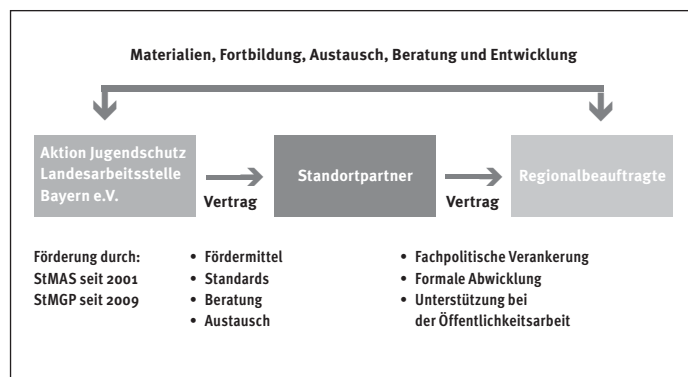 Materialien, Fortbildung, Austausch, Beratung und Entwicklung
Aktion Jugendschutz
Landesarbeitsstelle
Bayern e.V.
Vertrag
Standortpartner
Vertrag
Regionalbeauftragte
Förderung durch:
StMAS seit 2001
StMGP seit 2009
• Fördermittel
• Standards
• Beratung
• Austausch
• Fachpolitische Verankerung
• Formale Abwicklung
• Unterstützung bei
der Öffentlichkeitsarbeit